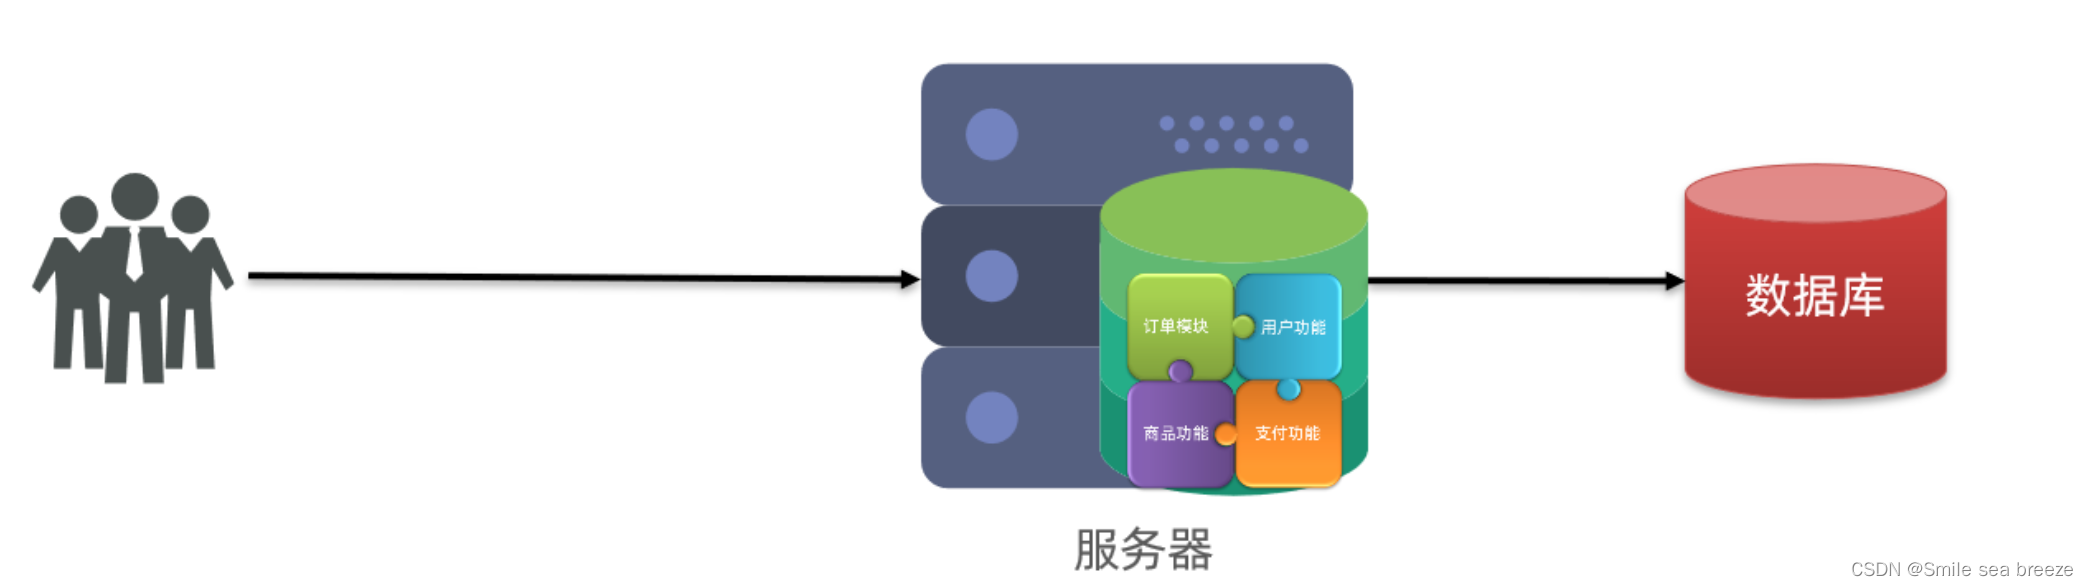 订单模块
用户功能
商品功能
支付功能
数据库
服务器
CSDN @Smile sea breeze